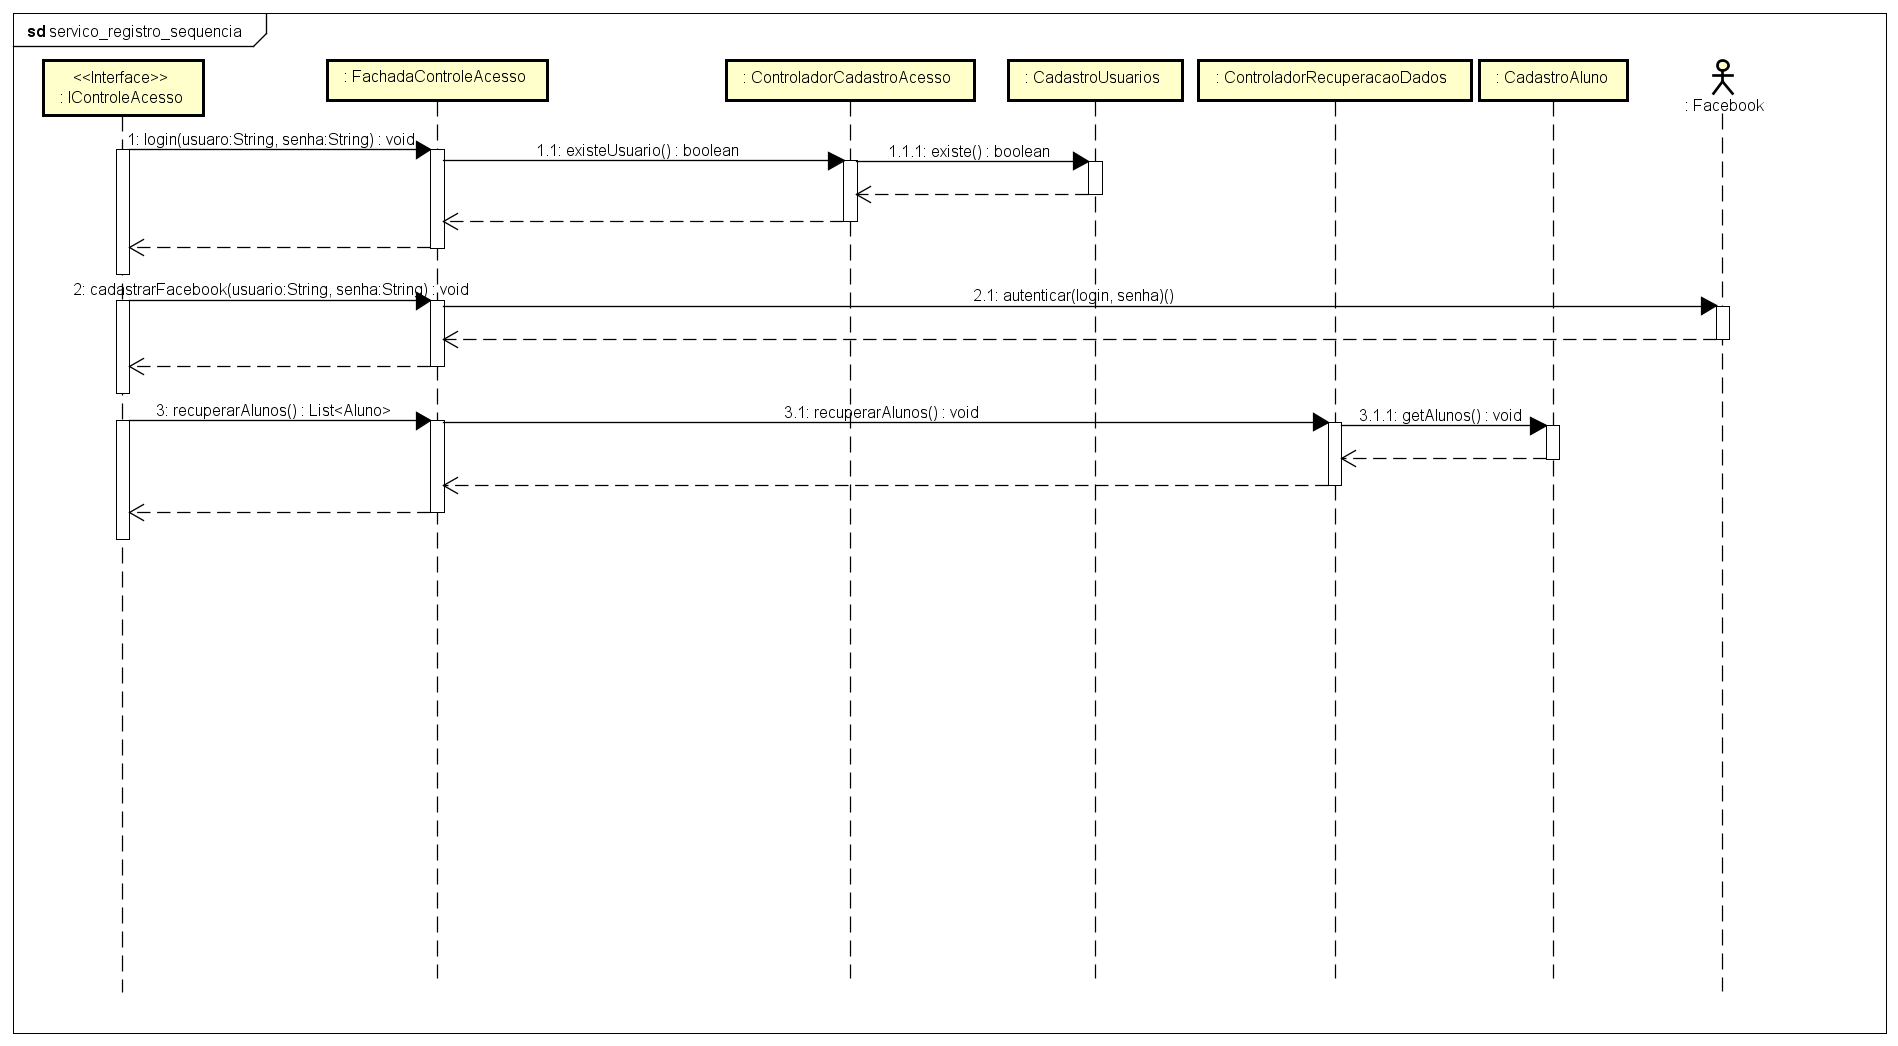 sd servico_registro_sequencia
<<Interface>>
: IControleAcesso
: FachadaControleAcesso
: ControladorCadastroAcesso
: CadastroUsuarios
: ControladorRecuperacaoDados
: CadastroAluno
: Facebook
1: login(usuaro:String, senha:String) : void
1.1: existeUsuario() : boolean
1.1.1: existe() : boolean
2: cadastrarFacebook(usuario:String, senha:String) : void
2.1: autenticar(login, senha)()
3: recuperarAlunos() : List<Aluno>
3.1: recuperarAlunos() : void
3.1.1: getAlunos() : void